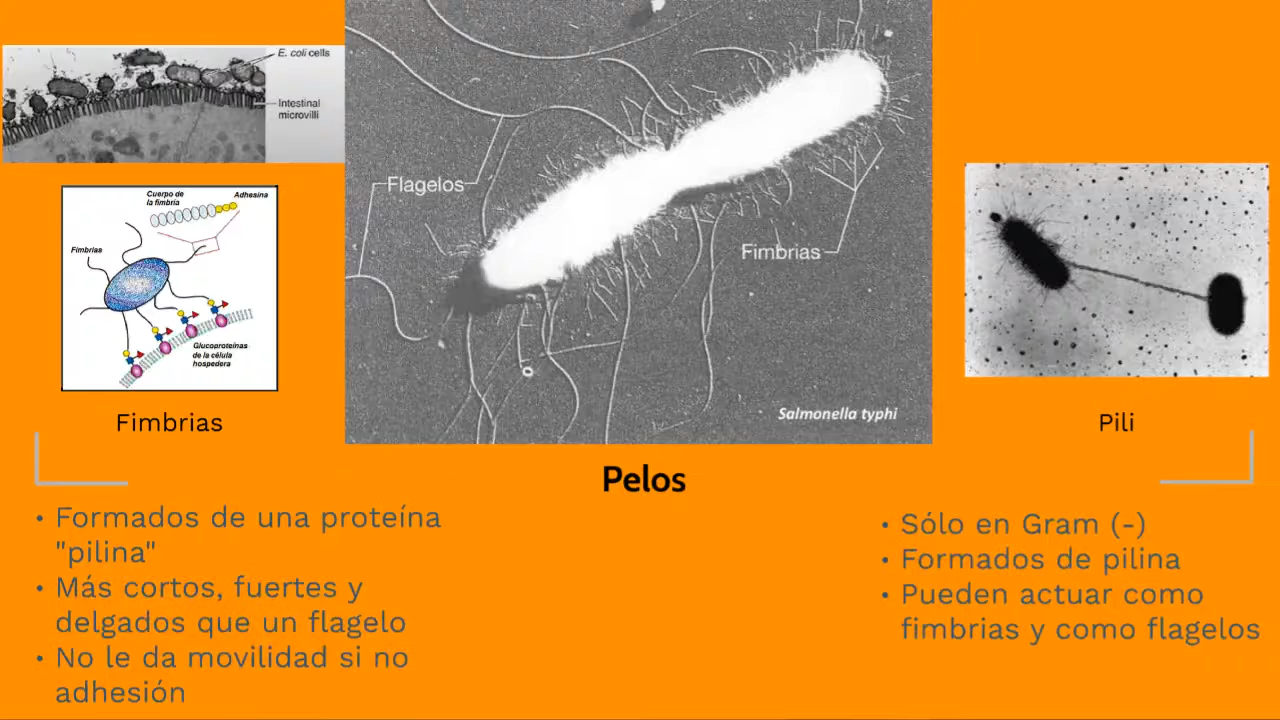 E. coli cells
Intestinal
microvilli
Cuerpo de
la fimbria
Adhesina
Fimbrias
Glucoproteínas
de la célula
hospedera
Fimbrias
Flagelos
Fimbrias
Salmonella typhi
Pili
Pelos
• Formados de una proteína
"pilina"
• Más cortos, fuertes y
delgados que un flagelo
• No le da movilidad si no
adhesión
• Sólo en Gram (-)
• Formados de pilina
• Pueden actuar como
fimbrias y como flagelos